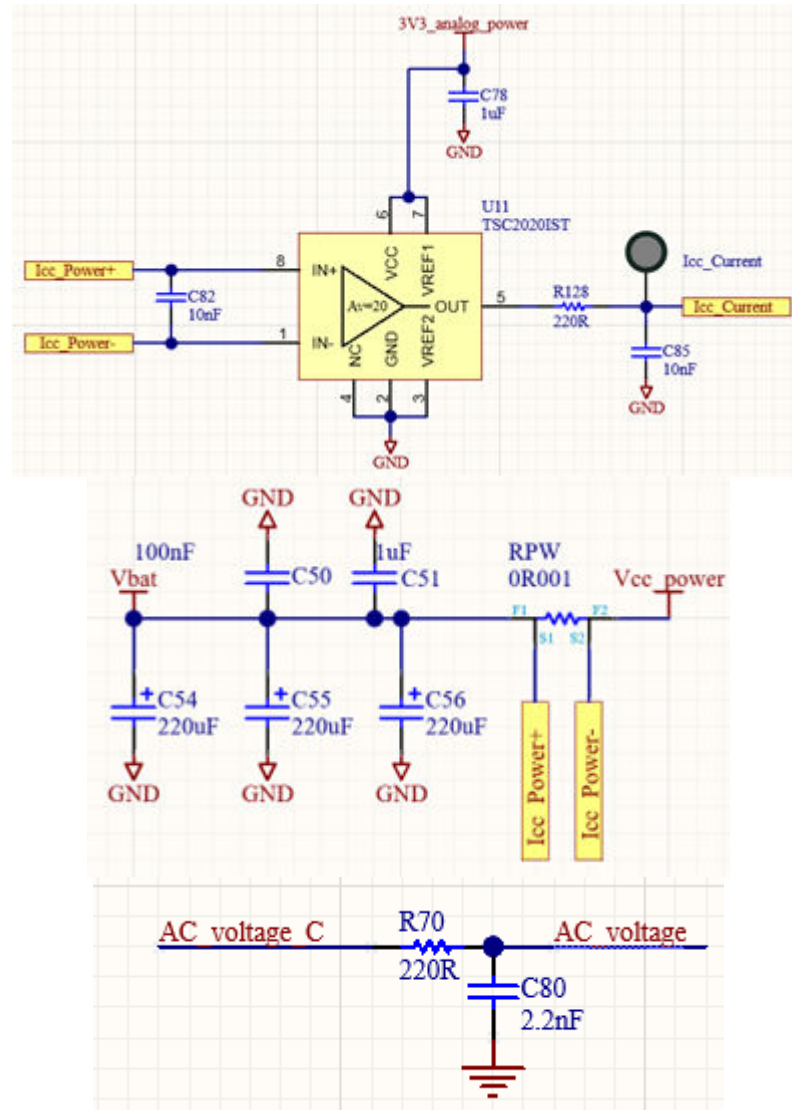 3V3_analog_power
C78
1uF
GND
U11
TSC2020IST
6
7
VCC
VREF1
Icc_Power+
8
IN+
C82
10nF
Av=20
OUT
5
R128
220R
Icc_Current
Icc_Current
Icc_Power-
1
IN-
NC
GND
VREF2
4
2
3
C85
10nF
GND
GND
GND
GND
100nF
1uF
RPW
Vbat
C50
C51
0R001
Vcc_power
F1
F2
S1
S2
C54
220uF
C55
220uF
C56
220uF
GND
GND
GND
Icc_Power+
Icc_Power-
AC_voltage_C
R70
220R
AC_voltage
C80
2.2nF